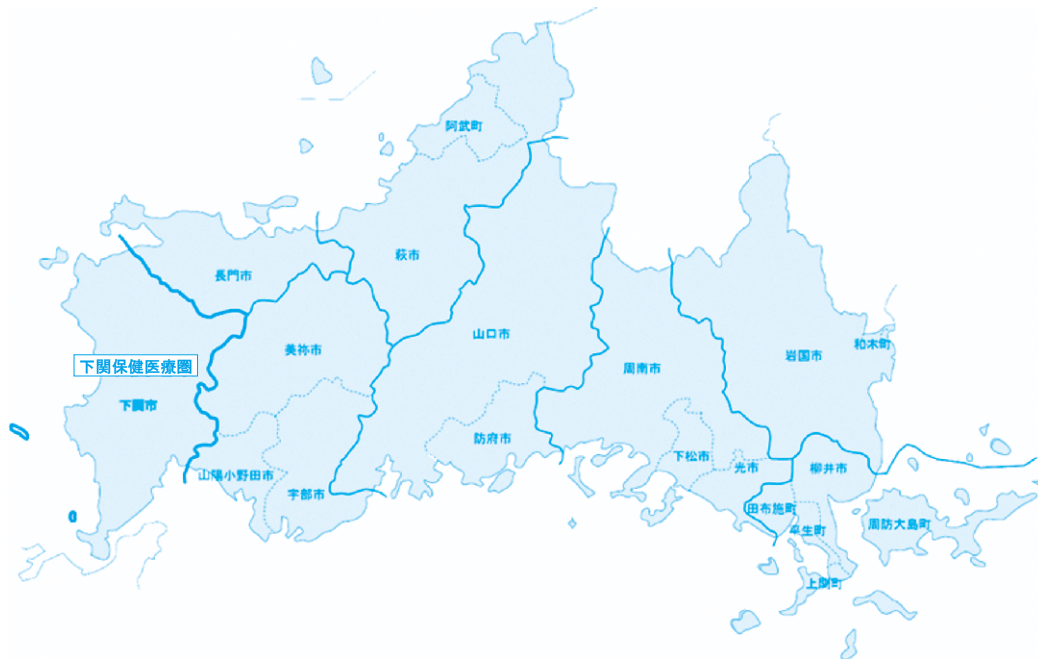 阿武町
萩市
長門市
山口市
美祢市
岩国市
和木町
下関保健医療圏
周南市
下関市
防府市
下松市
光市
柳井市
山陽小野田市
宇部市
田布施町
平生町
周防大島町
上関町